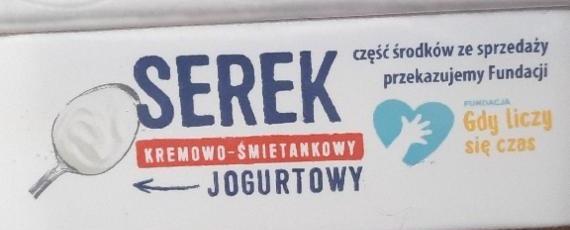 SEREK
KREMOWO-ŚMIETANKOWY
JOGURTOWY
część środków ze sprzedaży
przekazujemy Fundacji
FUNDACJA
Gdy liczy
się czas